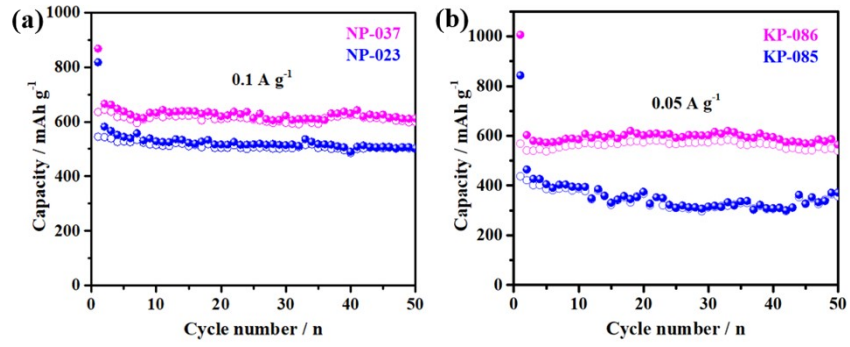 (a)
NP-037
NP-023
0.1 A g⁻¹
Capacity / mAh g⁻¹
1000
800
600
400
200
0
0 10 20 30 40 50
Cycle number / n
(b)
KP-086
KP-085
0.05 A g⁻¹
Capacity / mAh g⁻¹
1000
800
600
400
200
0
0 10 20 30 40 50
Cycle number / n